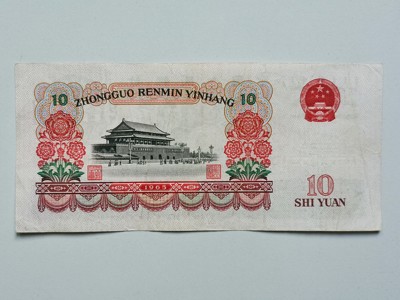 10 ZHONGGUO RENMIN YINHANG 10
1965
10
SHI YUAN